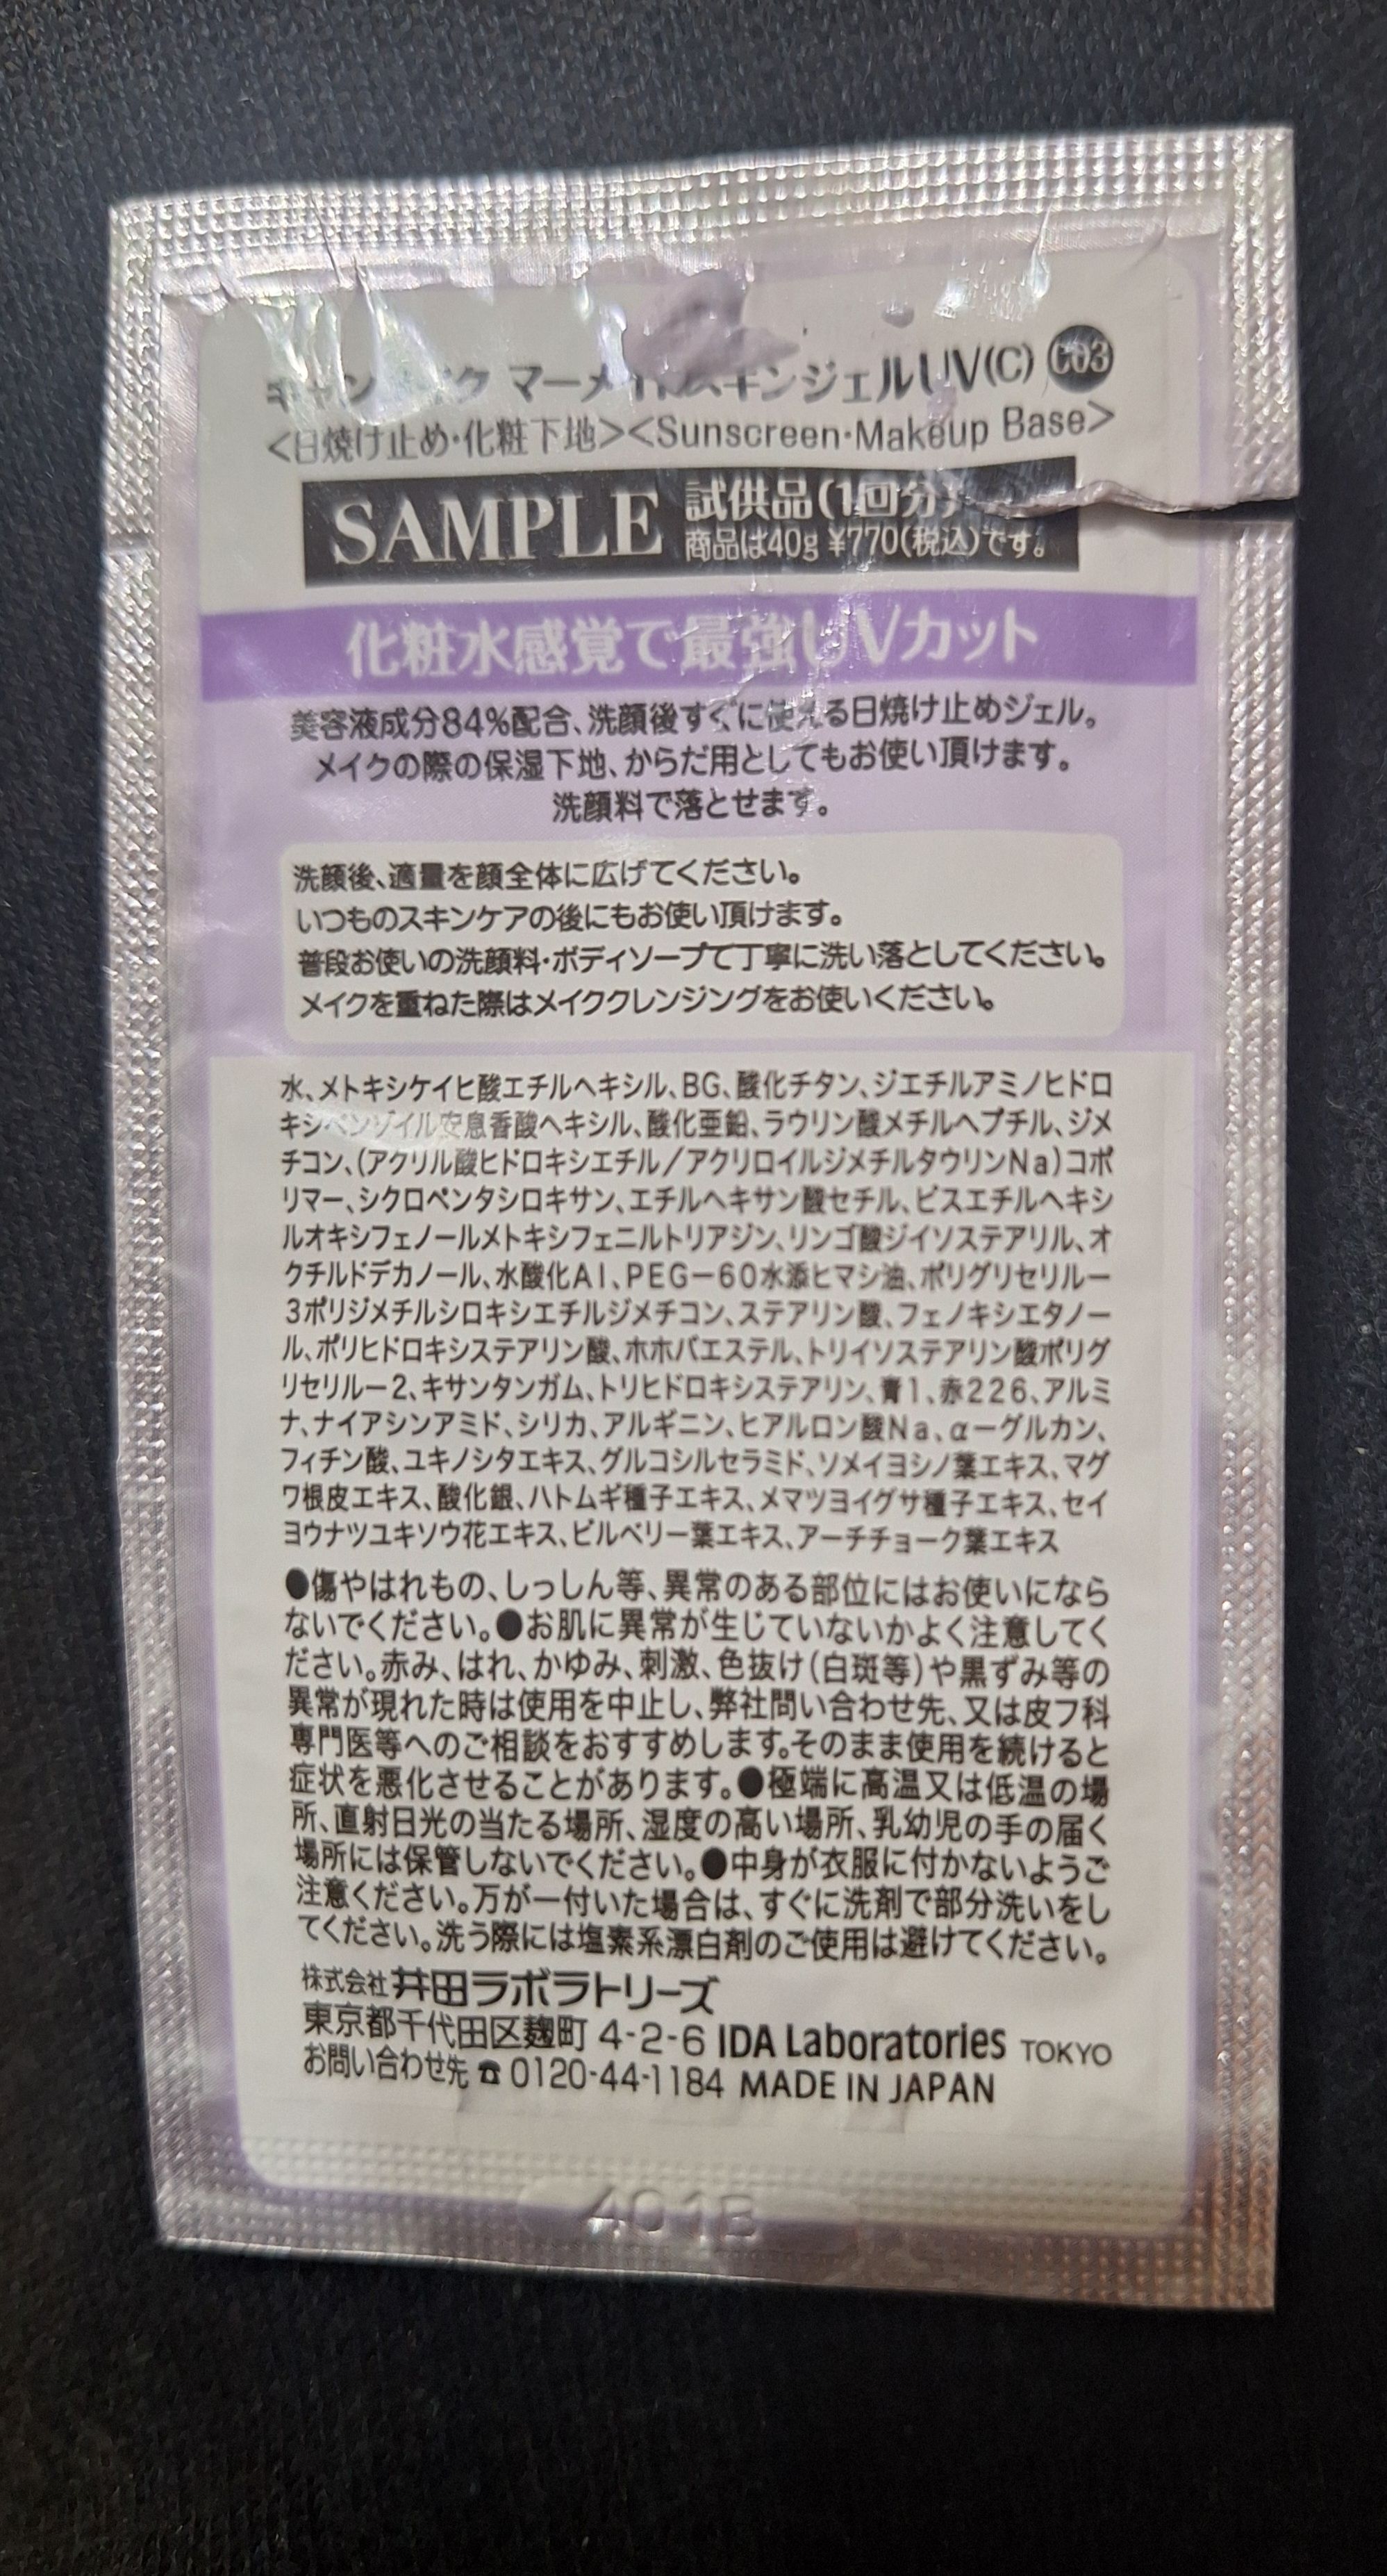 マーメイドスキンジェルUV(C) C03
<日焼け止め・化粧下地><Sunscreen・Makeup Base>
SAMPLE 試供品(1回分)
商品は40g ¥770(税込)です。
化粧水感覚で最強UVカット
美容液成分84%配合、洗顔後すぐに使える日焼け止めジェル。
メイクの際の保湿下地、からだ用としてもお使い頂けます。
洗顔料で落とせます。
洗顔後、適量を顔全体に広げてください。
いつものスキンケアの後にもお使い頂けます。
普段お使いの洗顔料・ボディソープで丁寧に洗い落としてください。
メイクを重ねた際はメイククレンジングをお使いください。
水、メトキシケイヒ酸エチルヘキシル、BG、酸化チタン、ジエチルアミノヒドロ
キシベンゾイル安息香酸ヘキシル、酸化亜鉛、ラウリン酸メチルヘプチル、ジメ
チコン、(アクリル酸ヒドロキシエチル/アクリロイルジメチルタウリンNa)コポ
リマー、シクロペンタシロキサン、エチルヘキサン酸セチル、ビスエチルヘキシ
ルオキシフェノールメトキシフェニルトリアジン、リンゴ酸ジイソステアリル、オ
クチルドデカノール、水酸化Al、PEG-60水添ヒマシ油、ポリグリセリル-
3ポリジメチルシロキシエチルジメチコン、ステアリン酸、フェノキシエタノー
ル、ポリヒドロキシステアリン酸、ホホバエステル、トリイソステアリン酸ポリグ
リセリル-2、キサンタンガム、トリヒドロキシステアリン、青1、赤226、アルミ
ナ、ナイアシンアミド、シリカ、アルギニン、ヒアルロン酸Na、α-グルカン、
フィチン酸、ユキノシタエキス、グルコシルセラミド、ソメイヨシノ葉エキス、マグ
ワ根皮エキス、酸化銀、ハトムギ種子エキス、メマツヨイグサ種子エキス、セイ
ヨウナツユキソウ花エキス、ビルベリー葉エキス、アーチチョーク葉エキス
●傷やはれもの、しっしん等、異常のある部位にはお使いになら
ないでください。●お肌に異常が生じていないかよく注意してく
ださい。赤み、はれ、かゆみ、刺激、色抜け(白斑等)や黒ずみ等の
異常が現れた時は使用を中止し、弊社問い合わせ先、又は皮フ科
専門医等へのご相談をおすすめします。そのまま使用を続けると
症状を悪化させることがあります。●極端に高温又は低温の場
所、直射日光の当たる場所、湿度の高い場所、乳幼児の手の届く
場所には保管しないでください。●中身が衣服に付かないようご
注意ください。万が一付いた場合は、すぐに洗剤で部分洗いをし
てください。洗う際には塩素系漂白剤のご使用は避けてください。
株式会社 井田ラボラトリーズ
東京都千代田区麹町 4-2-6 IDA Laboratories TOKYO
お問い合わせ先 ☎ 0120-44-1184 MADE IN JAPAN
401B